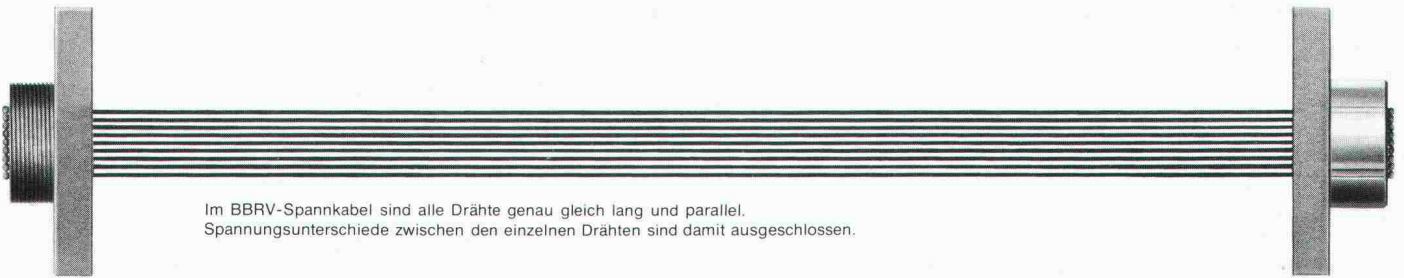 Im BBRV-Spannkabel sind alle Drähte genau gleich lang und parallel.
Spannungsunterschiede zwischen den einzelnen Drähten sind damit ausgeschlossen.